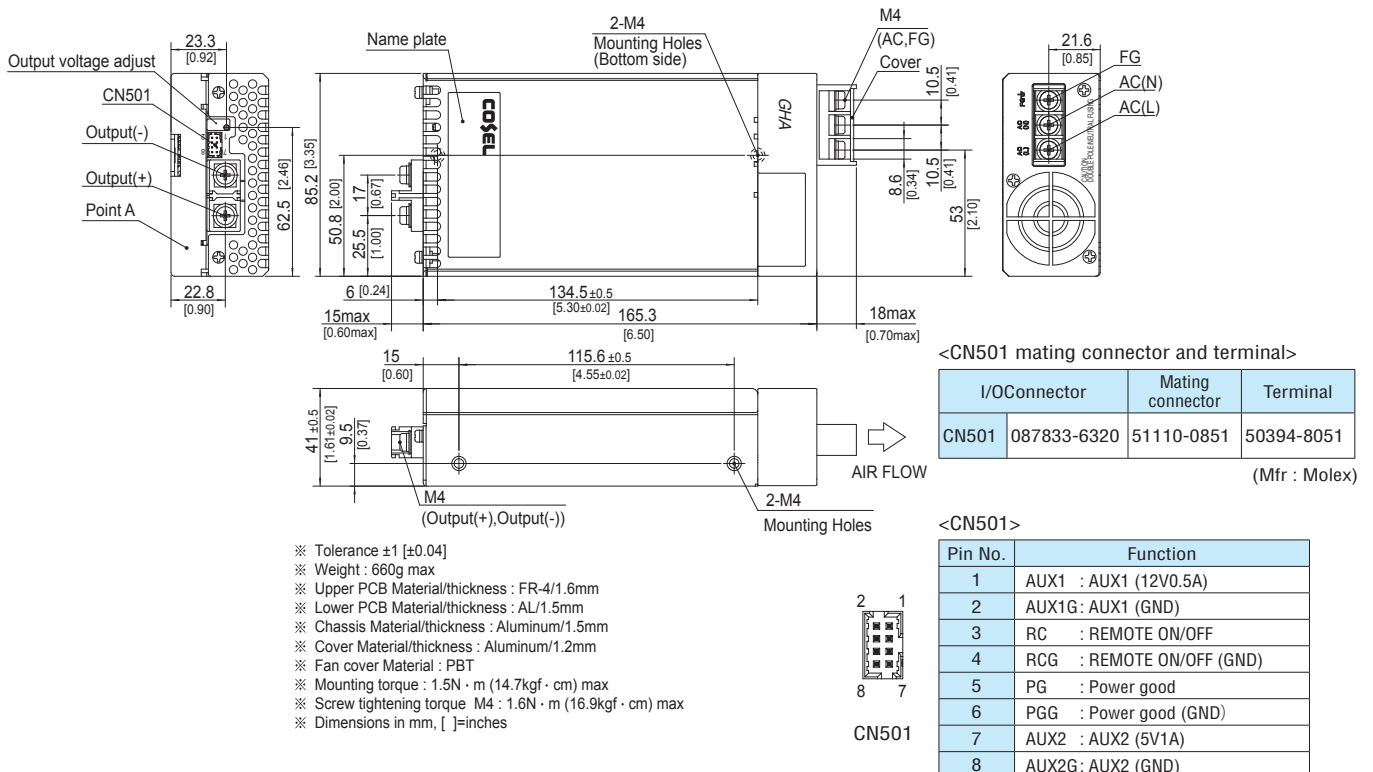 23.3
[0.92]
Output voltage adjust
CN501
Output(-)
Output(+)
Point A
22.8
[0.90]
62.5 [2.46]
Name plate
COSEL
2-M4
Mounting Holes
(Bottom side)
GHA
M4
(AC,FG)
Cover
10.5
[0.41]
10.5
[0.41]
8.6
[0.34]
53
[2.10]
85.2 [3.35]
50.8 [2.00]
17
[0.67]
25.5
[1.00]
6 [0.24]
134.5±0.5
[5.30±0.02]
15max
[0.60max]
165.3
[6.50]
18max
[0.70max]
21.6
[0.85]
FG
AC(N)
AC(L)
CAUTION
DOUBLE POLE/NEUTRAL FUSING
15
[0.60]
115.6 ±0.5
[4.55±0.02]
41 ±0.5
[1.61±0.02]
9.5
[0.37]
AIR FLOW
M4
(Output(+),Output(-))
2-M4
Mounting Holes
※ Tolerance ±1 [±0.04]
※ Weight : 660g max
※ Upper PCB Material/thickness : FR-4/1.6mm
※ Lower PCB Material/thickness : AL/1.5mm
※ Chassis Material/thickness : Aluminum/1.5mm
※ Cover Material/thickness : Aluminum/1.2mm
※ Fan cover Material : PBT
※ Mounting torque : 1.5N · m (14.7kgf · cm) max
※ Screw tightening torque M4 : 1.6N · m (16.9kgf · cm) max
※ Dimensions in mm, [ ]=inches
<CN501 mating connector and terminal>
I/OConnector Mating connector Terminal
CN501 087833-6320 51110-0851 50394-8051
(Mfr : Molex)
2 1
8 7
CN501
<CN501>
Pin No. Function
1 AUX1 : AUX1 (12V0.5A)
2 AUX1G : AUX1 (GND)
3 RC : REMOTE ON/OFF
4 RCG : REMOTE ON/OFF (GND)
5 PG : Power good
6 PGG : Power good (GND)
7 AUX2 : AUX2 (5V1A)
8 AUX2G : AUX2 (GND)